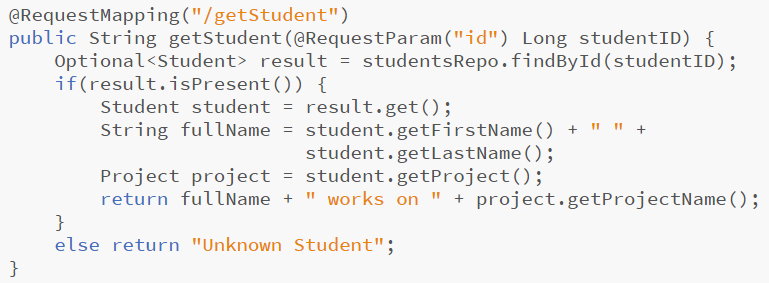 @RequestMapping("/getStudent")
public String getStudent(@RequestParam("id") Long studentID) {
    Optional<Student> result = studentsRepo.findById(studentID);
    if(result.isPresent()) {
        Student student = result.get();
        String fullName = student.getFirstName() + " " +
                          student.getLastName();
        Project project = student.getProject();
        return fullName + " works on " + project.getProjectName();
    }
    else return "Unknown Student";
}